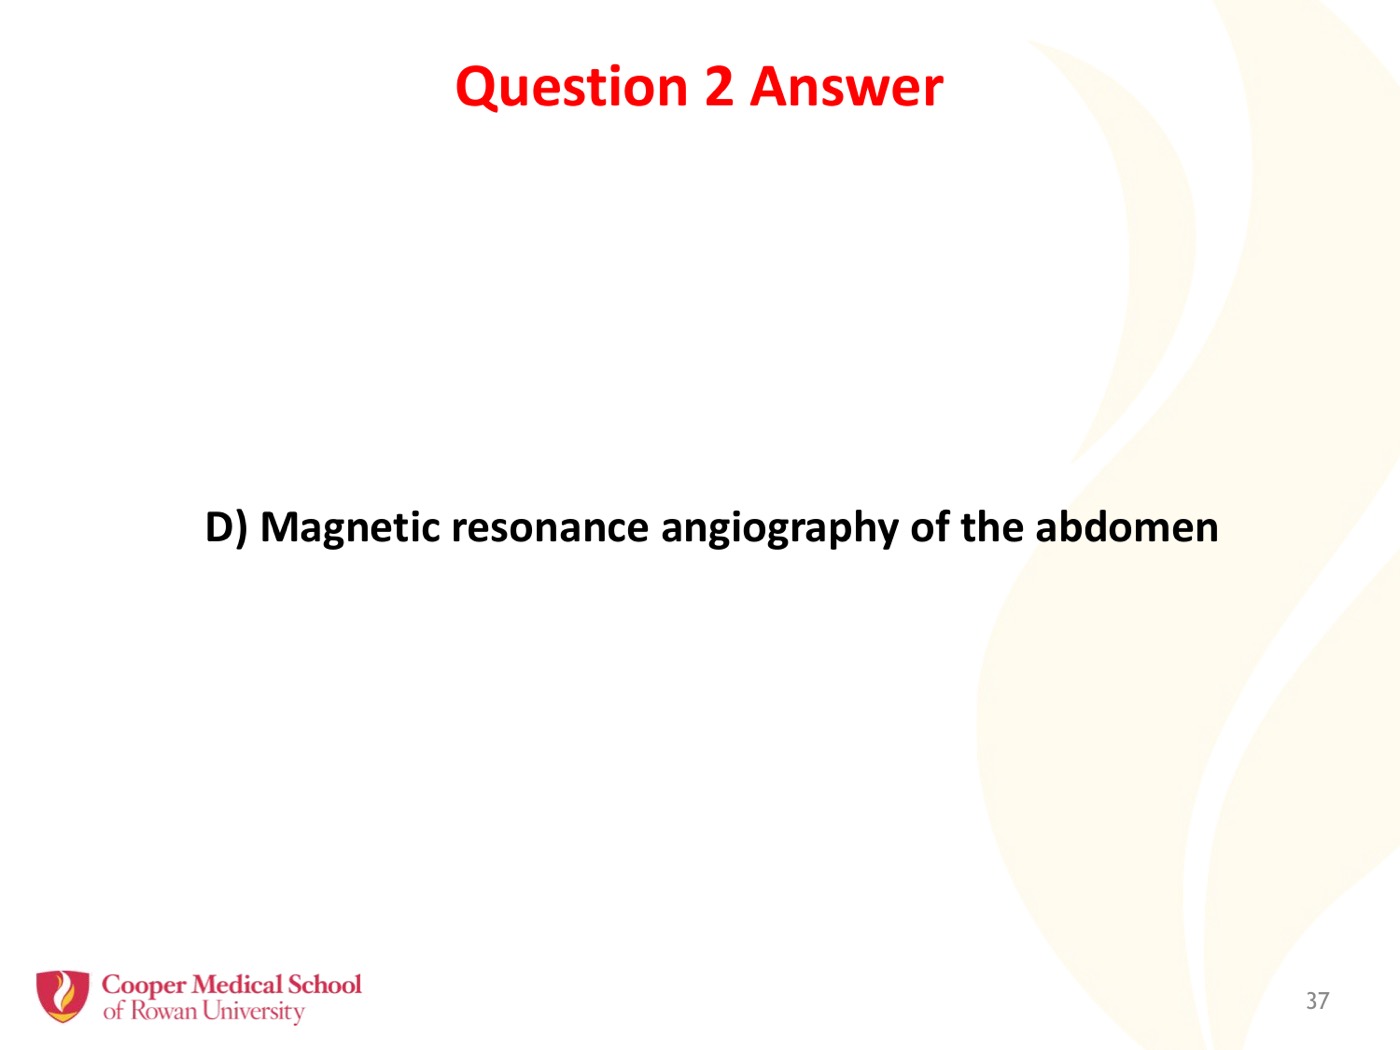 Question 2 Answer
D) Magnetic resonance angiography of the abdomen
Cooper Medical School
of Rowan University
37